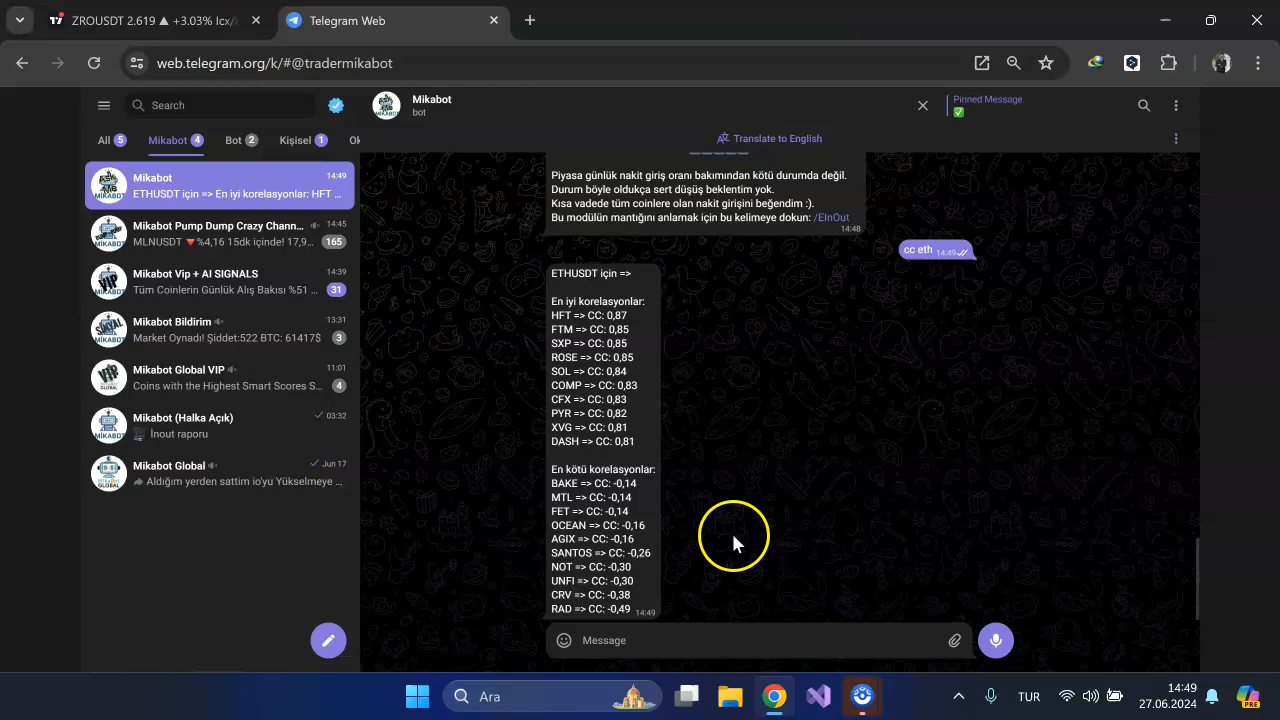 ZROUSDT 2.619 ▲ +3.03% Icx/
Telegram Web
web.telegram.org/k/#@tradermikabot
Search
All 5
Mikabot 4
Bot 2
Kişisel 1
Ok
Mikabot 14:49
ETHUSDT için => En iyi korelasyonlar: HFT ...
Mikabot Pump Dump Crazy Chann... 14:45
MLNUSDT 🔻%4,16 15dk içinde! 17,9... 165
Mikabot Vip + AI SIGNALS 14:39
Tüm Coinlerin Günlük Alış Bakısı %51 ... 31
Mikabot Bildirim 13:31
Market Oynadı! Şiddet:522 BTC: 61417$ 3
Mikabot Global VIP 11:01
Coins with the Highest Smart Scores S... 4
Mikabot (Halka Açık) 03:32
Inout raporu
Mikabot Global Jun 17
Aldığım yerden sattim io'yu Yükselmeye ...
Mikabot
bot
Pinned Message
✅
Translate to English
Piyasa günlük nakit giriş oranı bakımından kötü durumda değil.
Durum böyle oldukça sert düşüş beklentim yok.
Kısa vadede tüm coinlere olan nakit girişini beğendim :).
Bu modülün mantığını anlamak için bu kelimeye dokun: /EInOut
14:48
cc eth 14:49
ETHUSDT için =>
En iyi korelasyonlar:
HFT => CC: 0,87
FTM => CC: 0,85
SXP => CC: 0,85
ROSE => CC: 0,85
SOL => CC: 0,84
COMP => CC: 0,83
CFX => CC: 0,83
PYR => CC: 0,82
XVG => CC: 0,81
DASH => CC: 0,81
En kötü korelasyonlar:
BAKE => CC: -0,14
MTL => CC: -0,14
FET => CC: -0,14
OCEAN => CC: -0,16
AGIX => CC: -0,16
SANTOS => CC: -0,26
NOT => CC: -0,30
UNFI => CC: -0,30
CRV => CC: -0,38
RAD => CC: -0,49
14:49
Message
Ara
TUR
14:49
27.06.2024
PRE